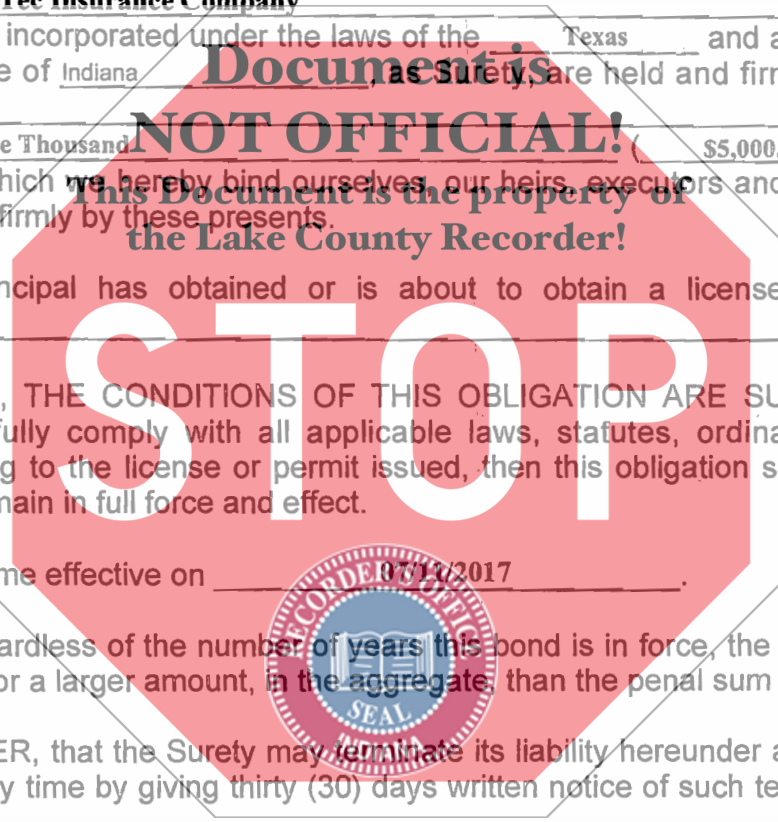 Tec Insurance Company
incorporated under the laws of the Texas and a
e of Indiana , as Surety, are held and firm
Document is
NOT OFFICIAL!
e Thousand ( $5,000.
hich we hereby bind ourselves, our heirs, executors and
This Document is the property of
firmly by these presents.
the Lake County Recorder!
ncipal has obtained or is about to obtain a license
STOP
, THE CONDITIONS OF THIS OBLIGATION ARE SU
fully comply with all applicable laws, statutes, ordina
g to the license or permit issued, then this obligation s
main in full force and effect.
me effective on 07/11/2017 .
RECORDER'S OFFICE
ardless of the number of years this bond is in force, the
or a larger amount, in the aggregate, than the penal sum
SEAL
INDIANA
ER, that the Surety may terminate its liability hereunder a
y time by giving thirty (30) days written notice of such te